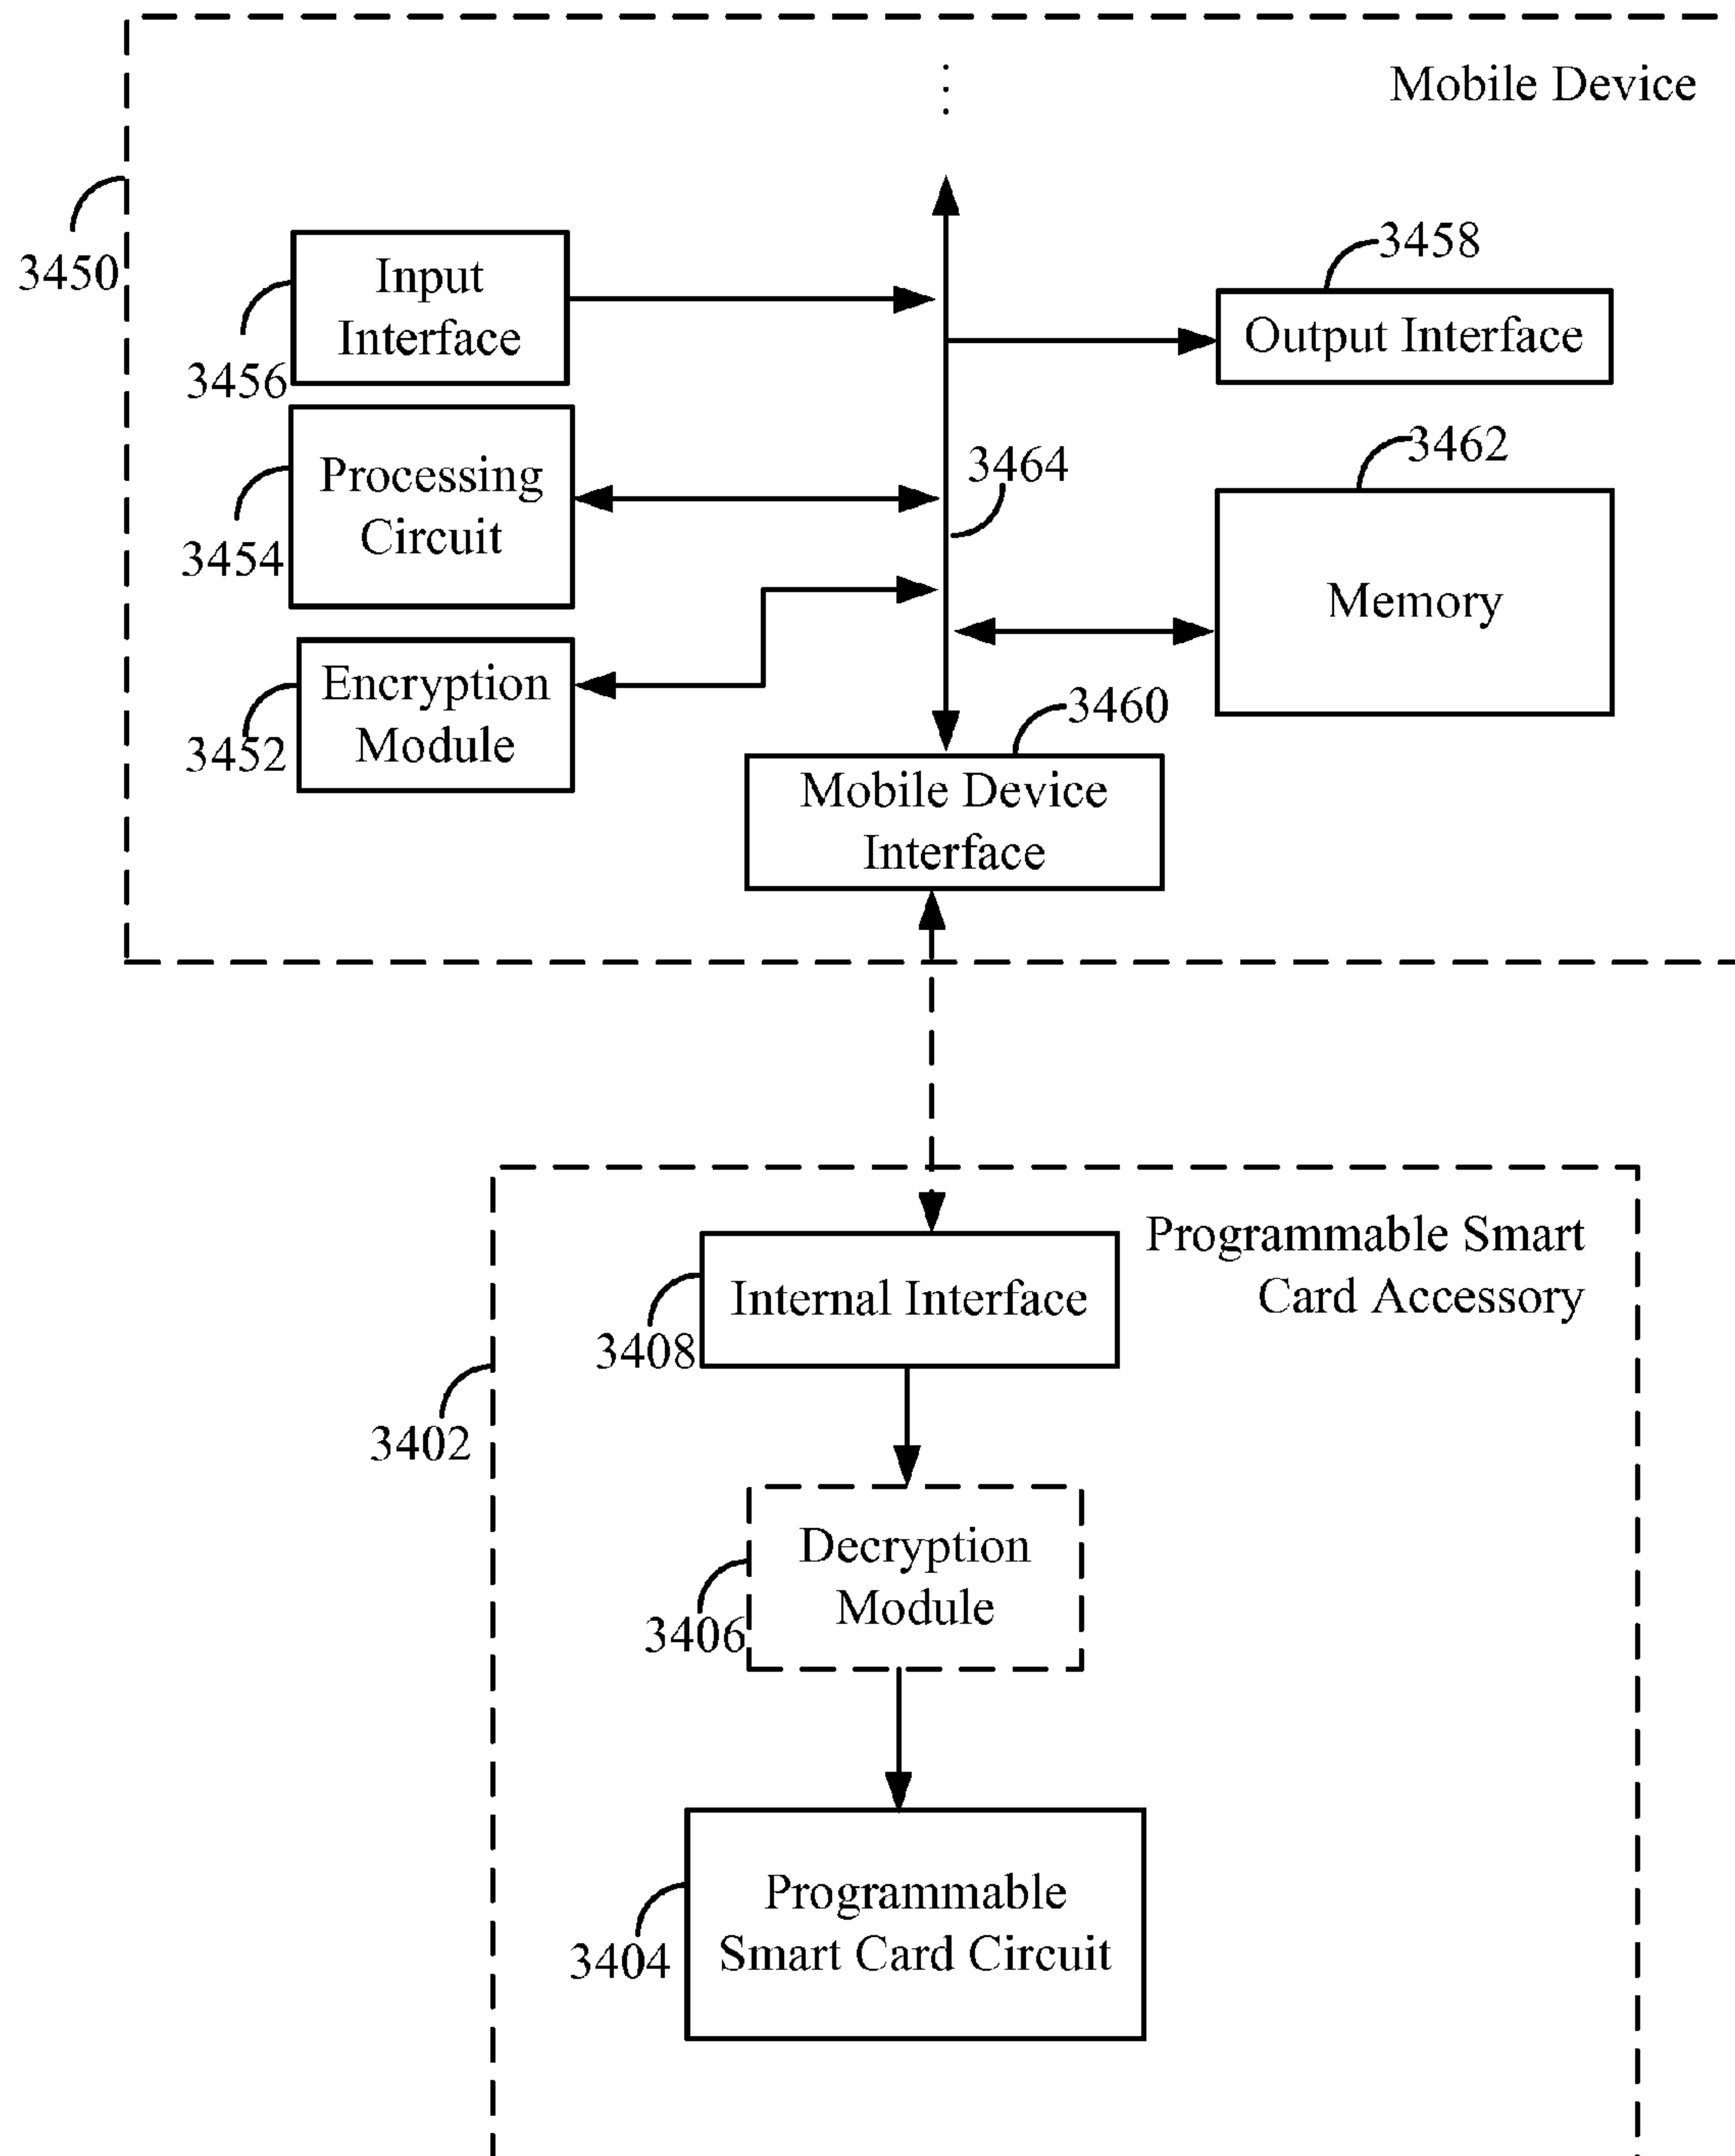 Mobile Device
3450
Input
Interface
3456
3458
Output Interface
Processing
Circuit
3454
3464
3462
Memory
Encryption
Module
3452
3460
Mobile Device
Interface
Programmable Smart
Card Accessory
Internal Interface
3408
3402
Decryption
Module
3406
Programmable
Smart Card Circuit
3404